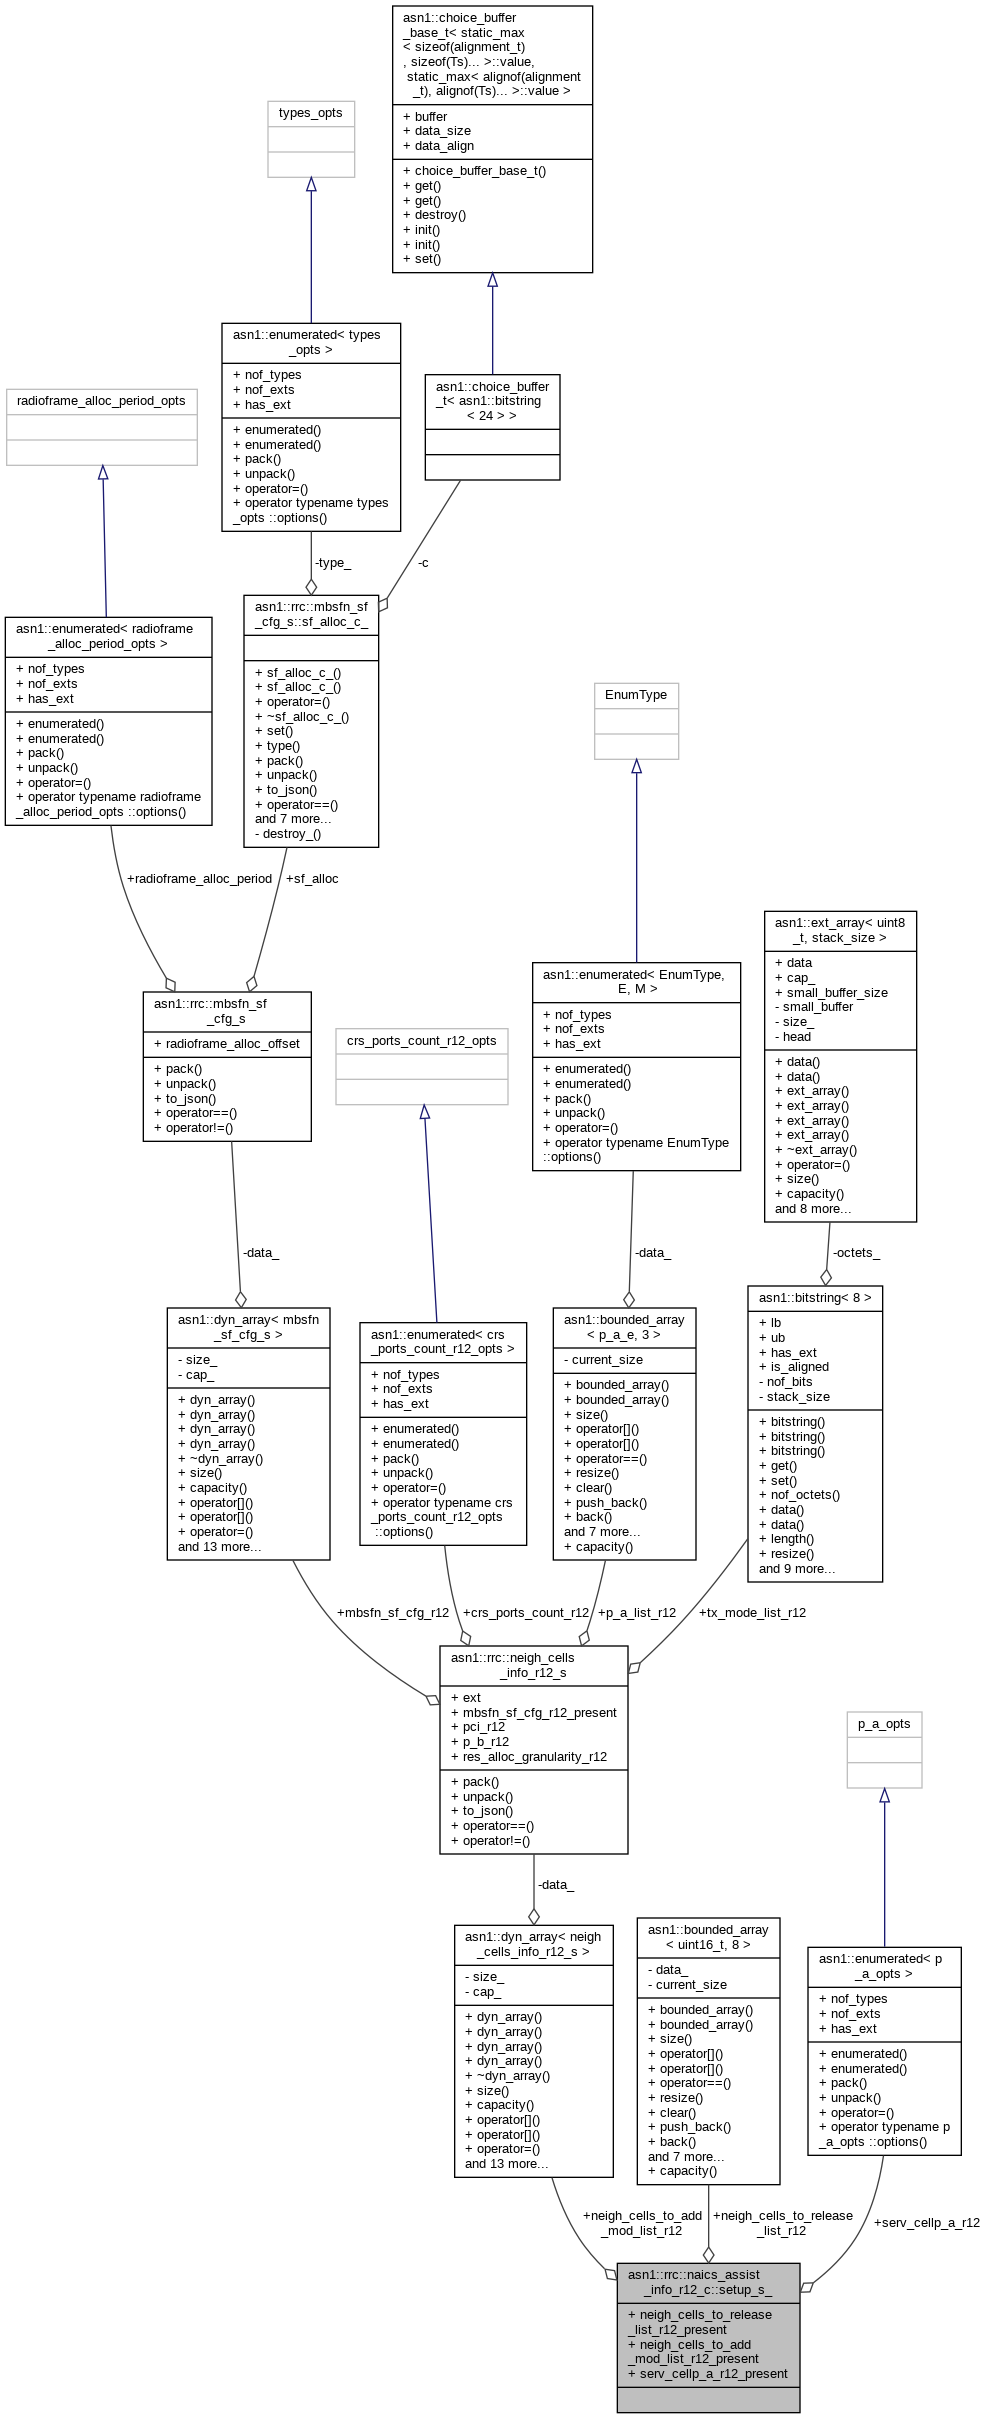 asn1::choice_buffer
_base_t< static_max
< sizeof(alignment_t)
, sizeof(Ts)... >::value,
static_max< alignof(alignment
_t), alignof(Ts)... >::value >
+ buffer
+ data_size
+ data_align
+ choice_buffer_base_t()
+ get()
+ get()
+ destroy()
+ init()
+ init()
+ set()
types_opts
asn1::enumerated< types
_opts >
+ nof_types
+ nof_exts
+ has_ext
+ enumerated()
+ enumerated()
+ pack()
+ unpack()
+ operator=()
+ operator typename types
_opts ::options()
asn1::choice_buffer
_t< asn1::bitstring
< 24 > >
radioframe_alloc_period_opts
-type_
-c
asn1::enumerated< radioframe
_alloc_period_opts >
+ nof_types
+ nof_exts
+ has_ext
+ enumerated()
+ enumerated()
+ pack()
+ unpack()
+ operator=()
+ operator typename radioframe
_alloc_period_opts ::options()
asn1::rrc::mbsfn_sf
_cfg_s::sf_alloc_c_
+ sf_alloc_c_()
+ sf_alloc_c_()
+ operator=()
+ ~sf_alloc_c_()
+ set()
+ type()
+ pack()
+ unpack()
+ to_json()
+ operator==()
and 7 more...
- destroy_()
EnumType
+radioframe_alloc_period
+sf_alloc
asn1::rrc::mbsfn_sf
_cfg_s
+ radioframe_alloc_offset
+ pack()
+ unpack()
+ to_json()
+ operator==()
+ operator!=()
crs_ports_count_r12_opts
asn1::enumerated< EnumType,
E, M >
+ nof_types
+ nof_exts
+ has_ext
+ enumerated()
+ enumerated()
+ pack()
+ unpack()
+ operator=()
+ operator typename EnumType
::options()
asn1::ext_array< uint8
_t, stack_size >
+ data
+ cap_
+ small_buffer_size
- small_buffer
- size_
- head
+ data()
+ data()
+ ext_array()
+ ext_array()
+ ext_array()
+ ext_array()
+ ~ext_array()
+ operator=()
+ size()
+ capacity()
and 8 more...
-data_
-data_
-octets_
asn1::dyn_array< mbsfn
_sf_cfg_s >
- size_
- cap_
+ dyn_array()
+ dyn_array()
+ dyn_array()
+ dyn_array()
+ ~dyn_array()
+ size()
+ capacity()
+ operator[]()
+ operator[]()
+ operator=()
and 13 more...
asn1::enumerated< crs
_ports_count_r12_opts >
+ nof_types
+ nof_exts
+ has_ext
+ enumerated()
+ enumerated()
+ pack()
+ unpack()
+ operator=()
+ operator typename crs
_ports_count_r12_opts
::options()
asn1::bounded_array
< p_a_e, 3 >
- current_size
+ bounded_array()
+ bounded_array()
+ size()
+ operator[]()
+ operator[]()
+ operator==()
+ resize()
+ clear()
+ push_back()
+ back()
and 7 more...
+ capacity()
asn1::bitstring< 8 >
+ lb
+ ub
+ has_ext
+ is_aligned
- nof_bits
- stack_size
+ bitstring()
+ bitstring()
+ bitstring()
+ get()
+ set()
+ nof_octets()
+ data()
+ data()
+ length()
+ resize()
and 9 more...
+mbsfn_sf_cfg_r12
+crs_ports_count_r12
+p_a_list_r12
+tx_mode_list_r12
asn1::rrc::neigh_cells
_info_r12_s
+ ext
+ mbsfn_sf_cfg_r12_present
+ pci_r12
+ p_b_r12
+ res_alloc_granularity_r12
+ pack()
+ unpack()
+ to_json()
+ operator==()
+ operator!=()
p_a_opts
-data_
asn1::dyn_array< neigh
_cells_info_r12_s >
- size_
- cap_
+ dyn_array()
+ dyn_array()
+ dyn_array()
+ dyn_array()
+ ~dyn_array()
+ size()
+ capacity()
+ operator[]()
+ operator[]()
+ operator=()
and 13 more...
asn1::bounded_array
< uint16_t, 8 >
- data_
- current_size
+ bounded_array()
+ bounded_array()
+ size()
+ operator[]()
+ operator[]()
+ operator==()
+ resize()
+ clear()
+ push_back()
+ back()
and 7 more...
+ capacity()
asn1::enumerated< p
_a_opts >
+ nof_types
+ nof_exts
+ has_ext
+ enumerated()
+ enumerated()
+ pack()
+ unpack()
+ operator=()
+ operator typename p
_a_opts ::options()
+neigh_cells_to_add
_mod_list_r12
+neigh_cells_to_release
_list_r12
+serv_cellp_a_r12
asn1::rrc::naics_assist
_info_r12_c::setup_s_
+ neigh_cells_to_release
_list_r12_present
+ neigh_cells_to_add
_mod_list_r12_present
+ serv_cellp_a_r12_present